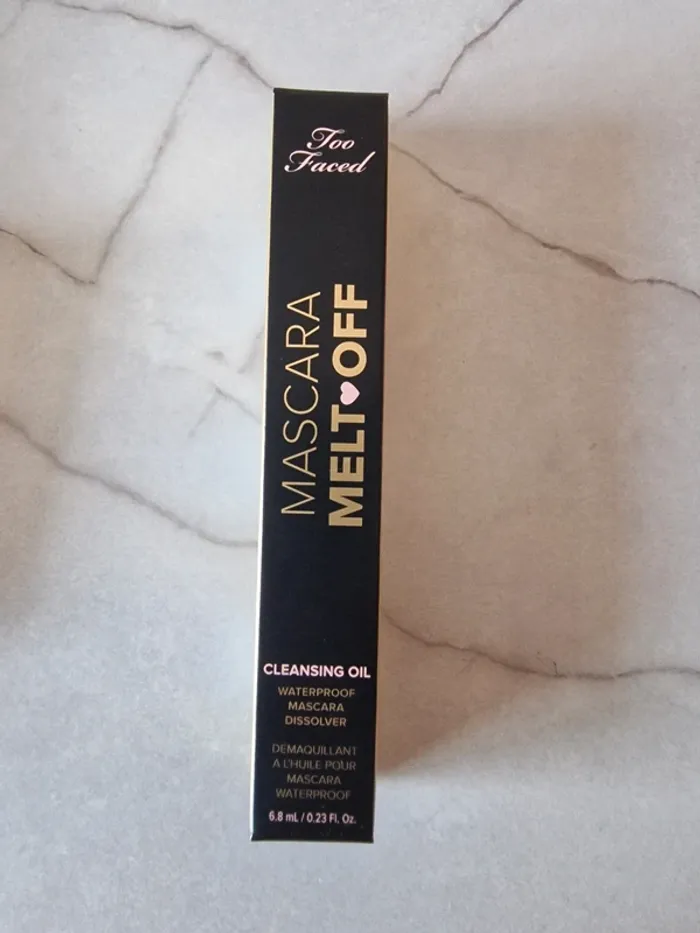 Too
Faced
MASCARA
MELT♥OFF
CLEANSING OIL
WATERPROOF
MASCARA
DISSOLVER
DEMAQUILLANT
A L'HUILE POUR
MASCARA
WATERPROOF
6.8 mL / 0.23 Fl. Oz.